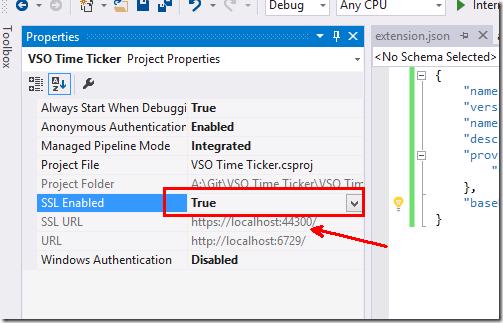 Debug
Any CPU
Intern
Toolbox
Properties
VSO Time Ticker Project Properties
Always Start When Debuggi True
Anonymous Authentication Enabled
Managed Pipeline Mode Integrated
Project File VSO Time Ticker.csproj
Project Folder A:\Git\VSO Time Ticker\VSO Tim
SSL Enabled True
SSL URL https://localhost:44300/
URL http://localhost:6729/
Windows Authentication Disabled
extension.json
<No Schema Selected>
{
"name
"vers
"name
"desc
"prov
"
},
"base
}